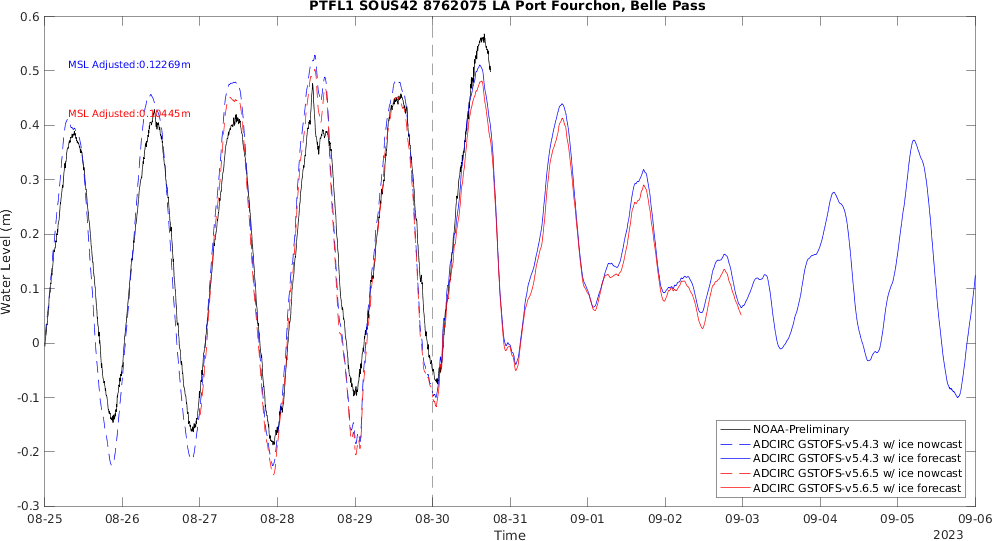 PTFL1 SOUS42 8762075 LA Port Fourchon, Belle Pass
0.6
0.5
0.4
0.3
0.2
0.1
0
-0.1
-0.2
-0.3
Water Level (m)
MSL Adjusted:0.12269m
MSL Adjusted:0.10445m
NOAA-Preliminary
ADCIRC GSTOFS-v5.4.3 w/ ice nowcast
ADCIRC GSTOFS-v5.4.3 w/ ice forecast
ADCIRC GSTOFS-v5.6.5 w/ ice nowcast
ADCIRC GSTOFS-v5.6.5 w/ ice forecast
08-25 08-26 08-27 08-28 08-29 08-30 08-31 09-01 09-02 09-03 09-04 09-05 09-06
Time
2023